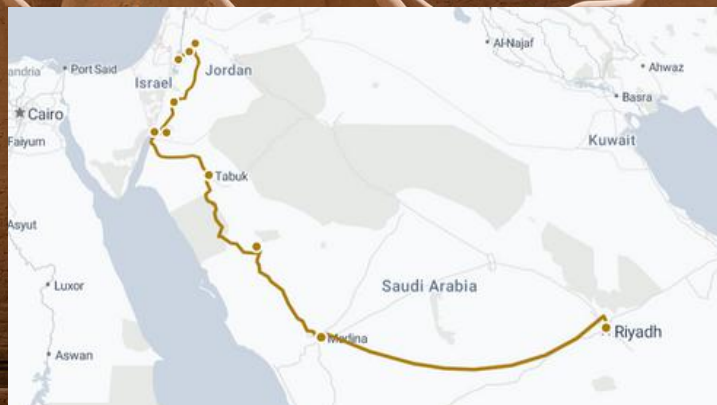 Al-Najaf
Port Said
Israel
Jordan
Ahwaz
andria
Basra
Cairo
Faiyum
Kuwait
Tabuk
Asyut
Luxor
Saudi Arabia
Medina
Riyadh
Aswan